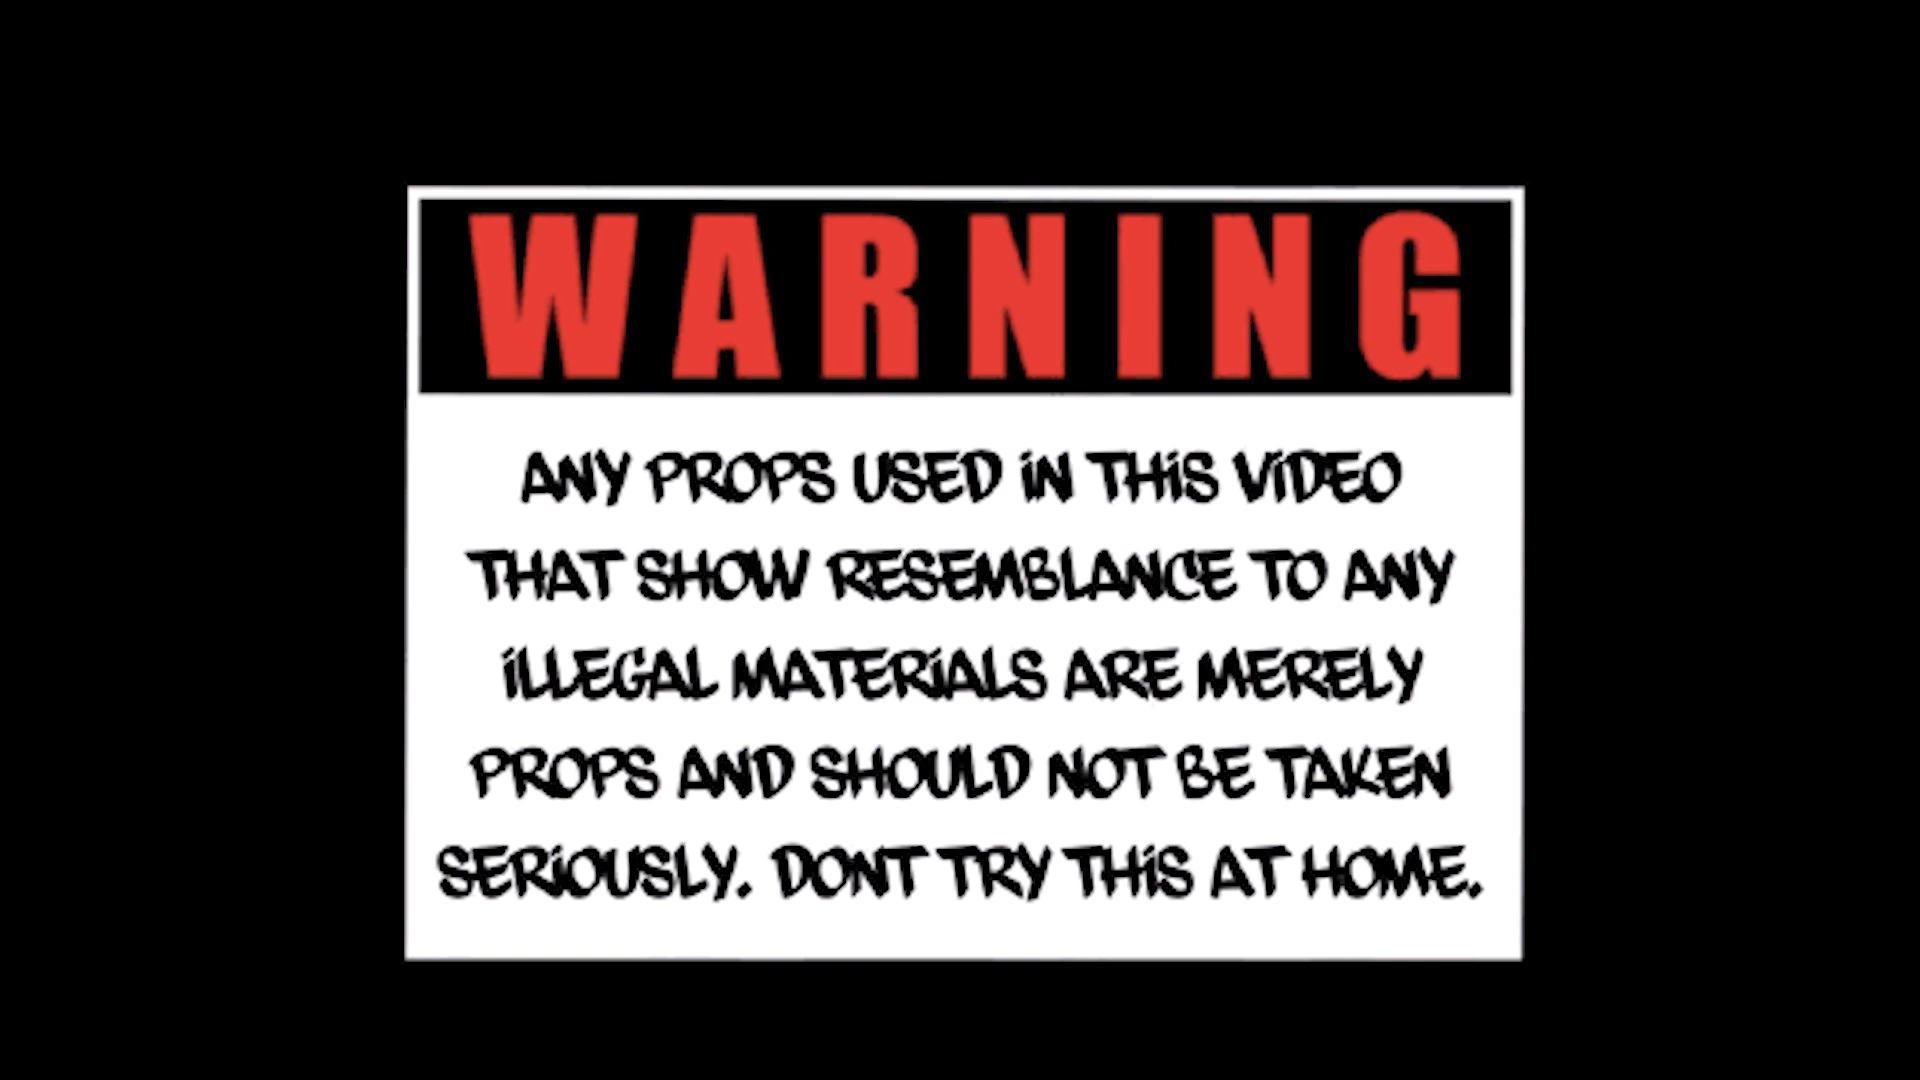 WARNING
ANY PROPS USED iN THiS ViDEO
THAT SHOW RESEMBLANCE TO ANY
iLLEGAL MATERiALS ARE MERELY
PROPS AND SHOULD NOT BE TAKEN
SERiOUSLY. DONT TRY THiS AT HOME.